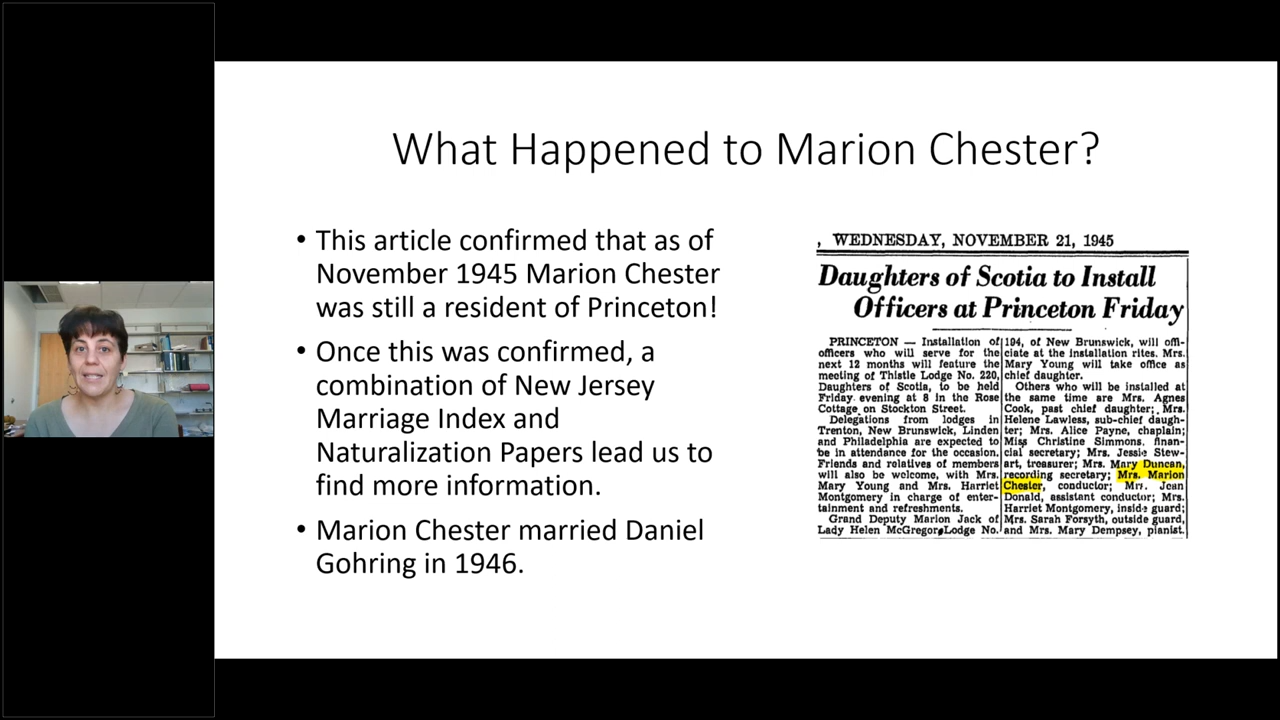 What Happened to Marion Chester?
• This article confirmed that as of
November 1945 Marion Chester
was still a resident of Princeton!
• Once this was confirmed, a
combination of New Jersey
Marriage Index and
Naturalization Papers lead us to
find more information.
• Marion Chester married Daniel
Gohring in 1946.
, WEDNESDAY, NOVEMBER 21, 1945
Daughters of Scotia to Install
Officers at Princeton Friday
PRINCETON — Installation of
officers who will serve for the
next 12 months will feature the
meeting of Thistle Lodge No. 220,
Daughters of Scotia, to be held
Friday evening at 8 in the Rose
Cottage on Stockton Street.
Delegations from lodges in
Trenton, New Brunswick, Linden
and Philadelphia are expected to
be in attendance for the occasion.
Friends and relatives of members
will also be welcome, with Mrs.
Mary Young and Mrs. Harriet
Montgomery in charge of enter-
tainment and refreshments.
Grand Deputy Marion Jack of
Lady Helen McGregor Lodge No.
194, of New Brunswick, will offi-
ciate at the installation rites. Mrs.
Mary Young will take office as
chief daughter.
Others who will be installed at
the same time are Mrs. Agnes
Cook, past chief daughter; Mrs.
Helene Lawless, sub-chief daugh-
ter; Mrs. Alice Payne, chaplain;
Miss Christine Simmons, finan-
cial secretary; Mrs. Jessie Stew-
art, treasurer; Mrs. Mary Duncan,
recording secretary; Mrs. Marion
Chester, conductor; Mrs. Jean
Donald, assistant conductor; Mrs.
Harriet Montgomery, inside guard;
Mrs. Sarah Forsyth, outside guard,
and Mrs. Mary Dempsey, pianist.